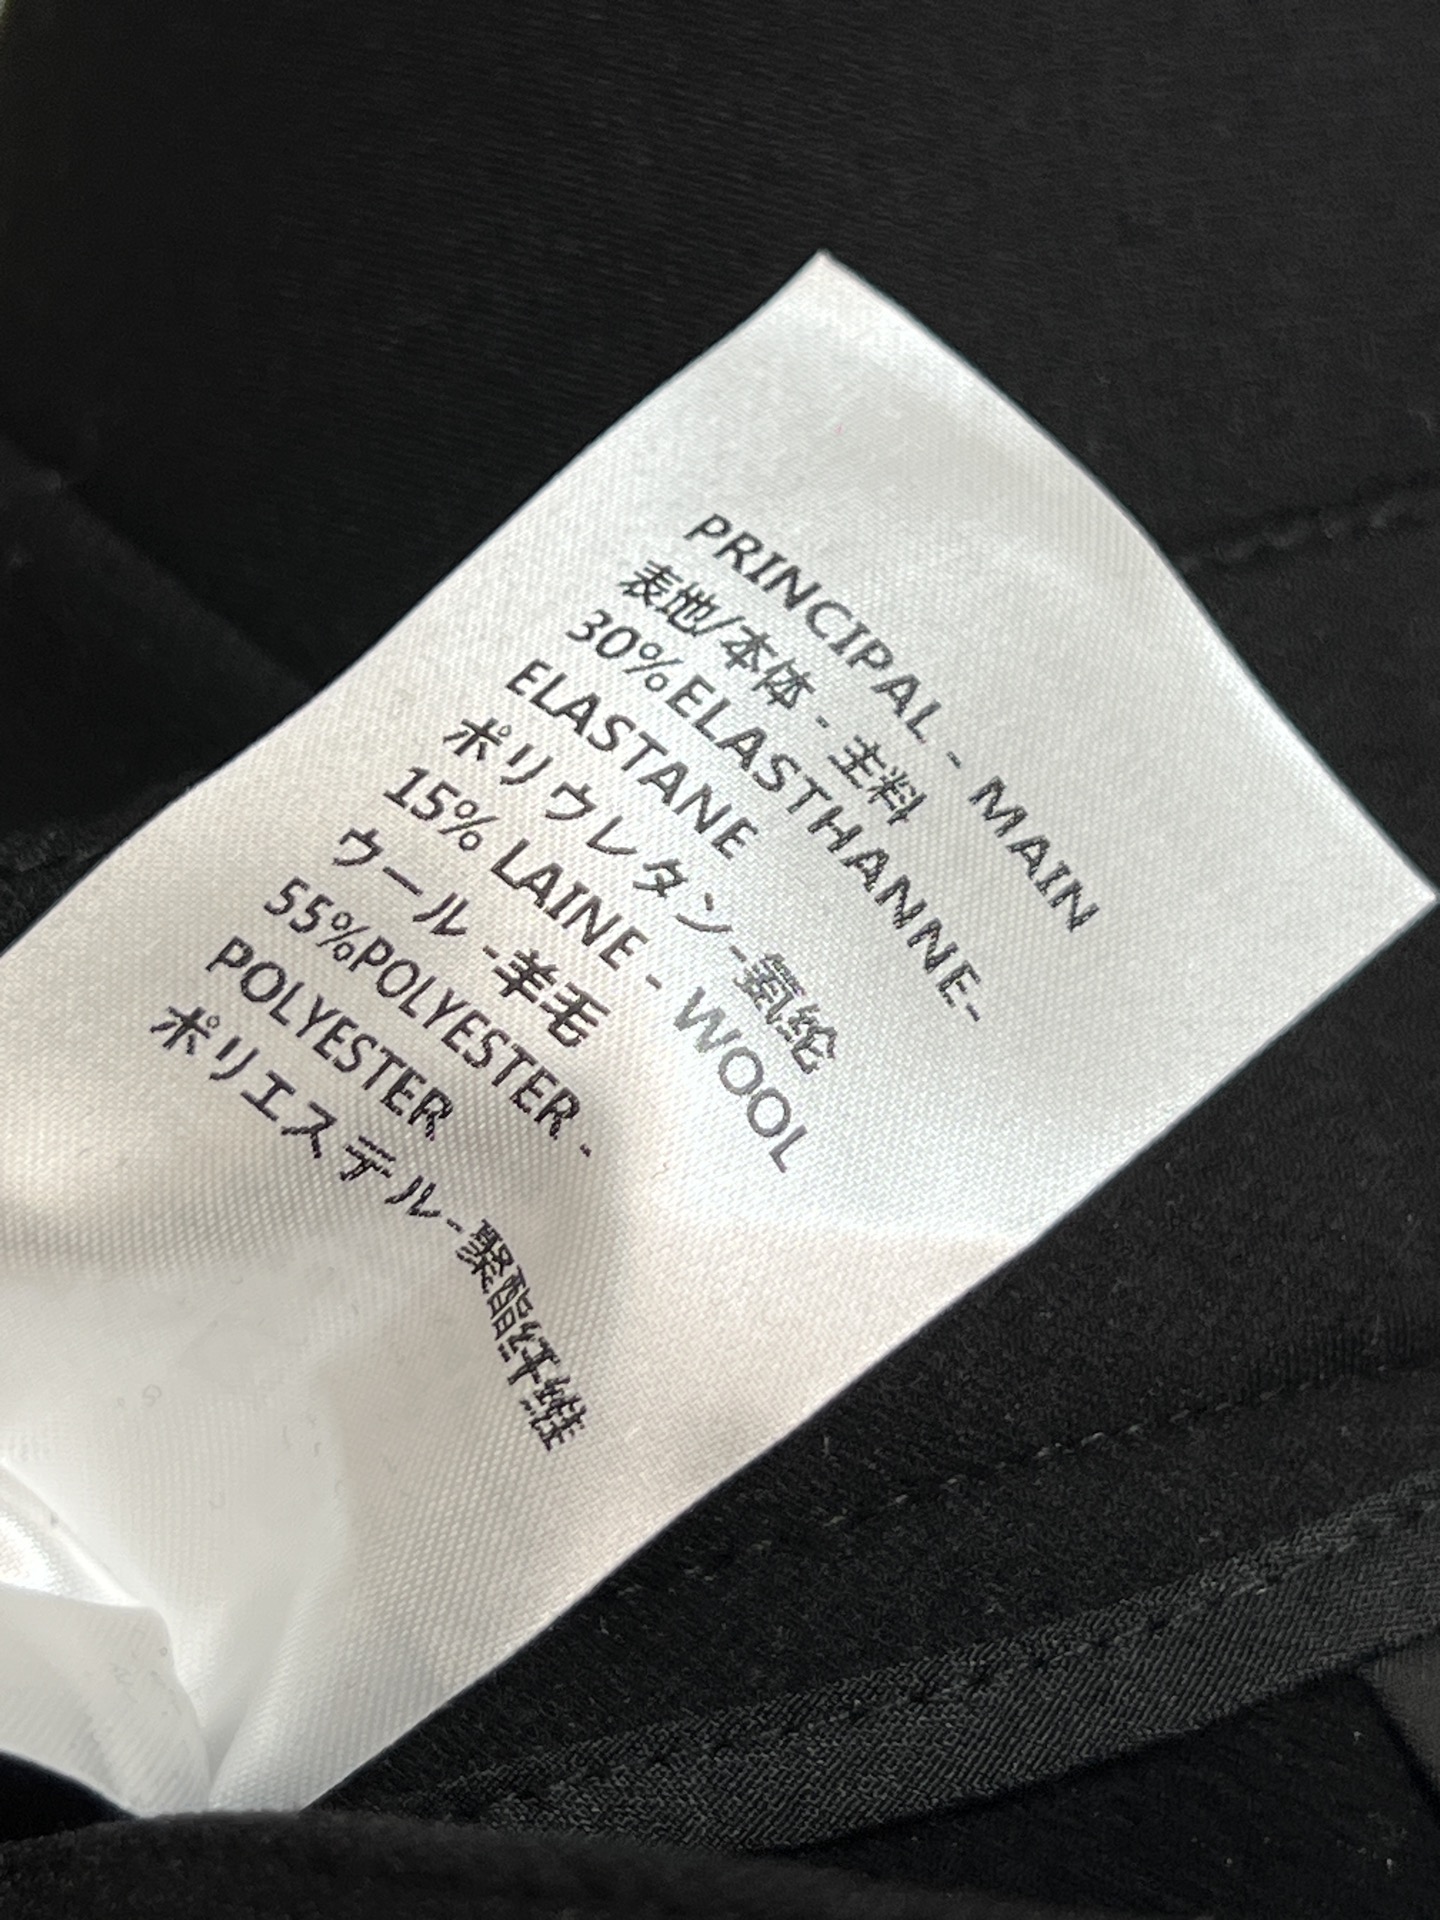 PRINCIPAL - MAIN
表地/本体 - 主料
30%ELASTHANNE-
ELASTANE
ポリウレタン-氨纶
15% LAINE - WOOL
ウール -羊毛
55%POLYESTER -
POLYESTER
ポリエステル-聚酯纤维